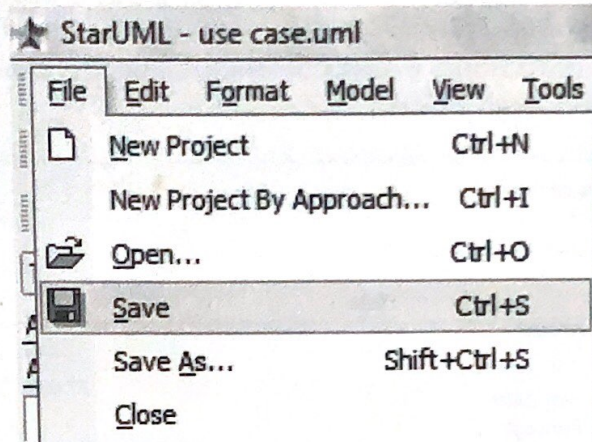 StarUML - use case.uml
File Edit Format Model View Tools
New Project Ctrl+N
New Project By Approach... Ctrl+I
Open... Ctrl+O
Save Ctrl+S
Save As... Shift+Ctrl+S
Close